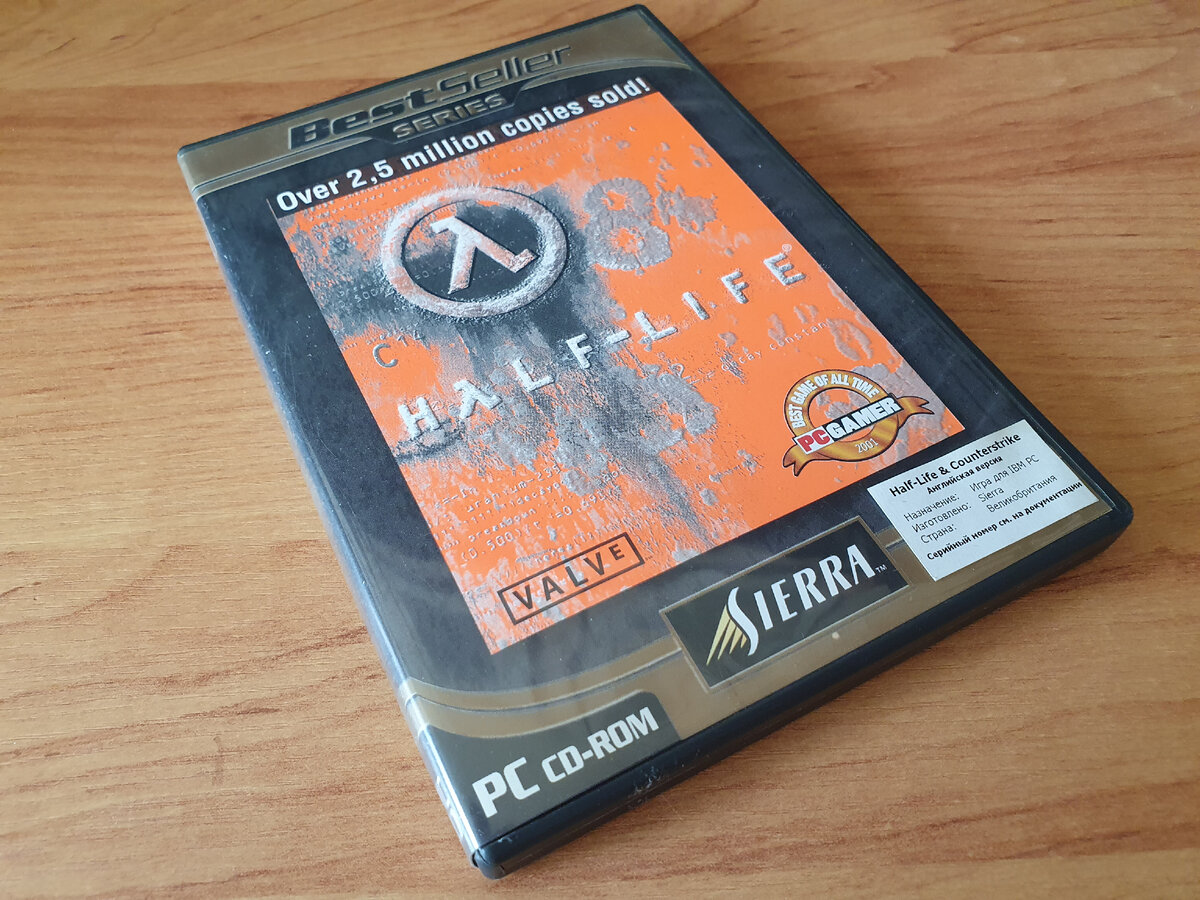 BestSeller
SERIES
Over 2,5 million copies sold!
HALF-LIFE®
C
BEST GAME OF ALL TIME
PC GAMER
2001
VALVE
Half-Life & Counterstrike
Английская версия
Назначение: Игра для IBM PC
Изготовлено: Sierra
Страна: Великобритания
Серийный номер см. на документации
SIERRA™
PC CD-ROM